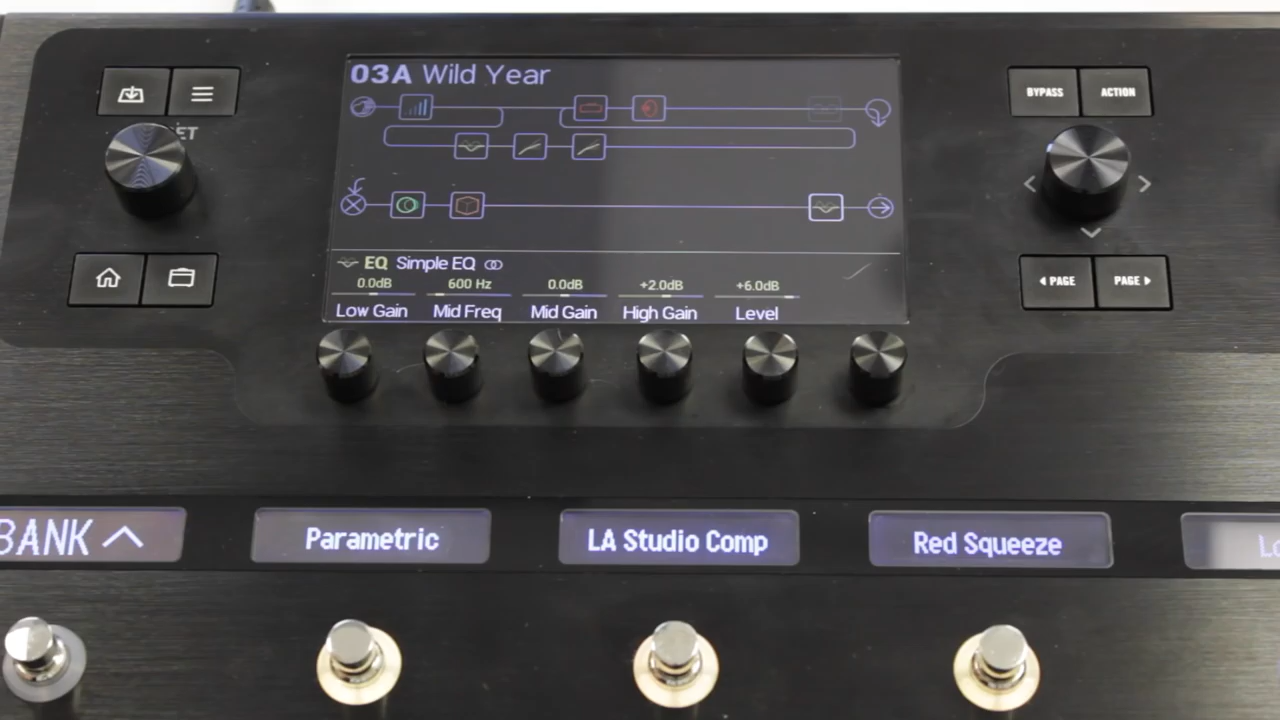 03A Wild Year
BYPASS
ACTION
EQ Simple EQ
0.0dB 600 Hz 0.0dB +2.0dB +6.0dB
Low Gain Mid Freq Mid Gain High Gain Level
PAGE
PAGE
BANK
Parametric
LA Studio Comp
Red Squeeze